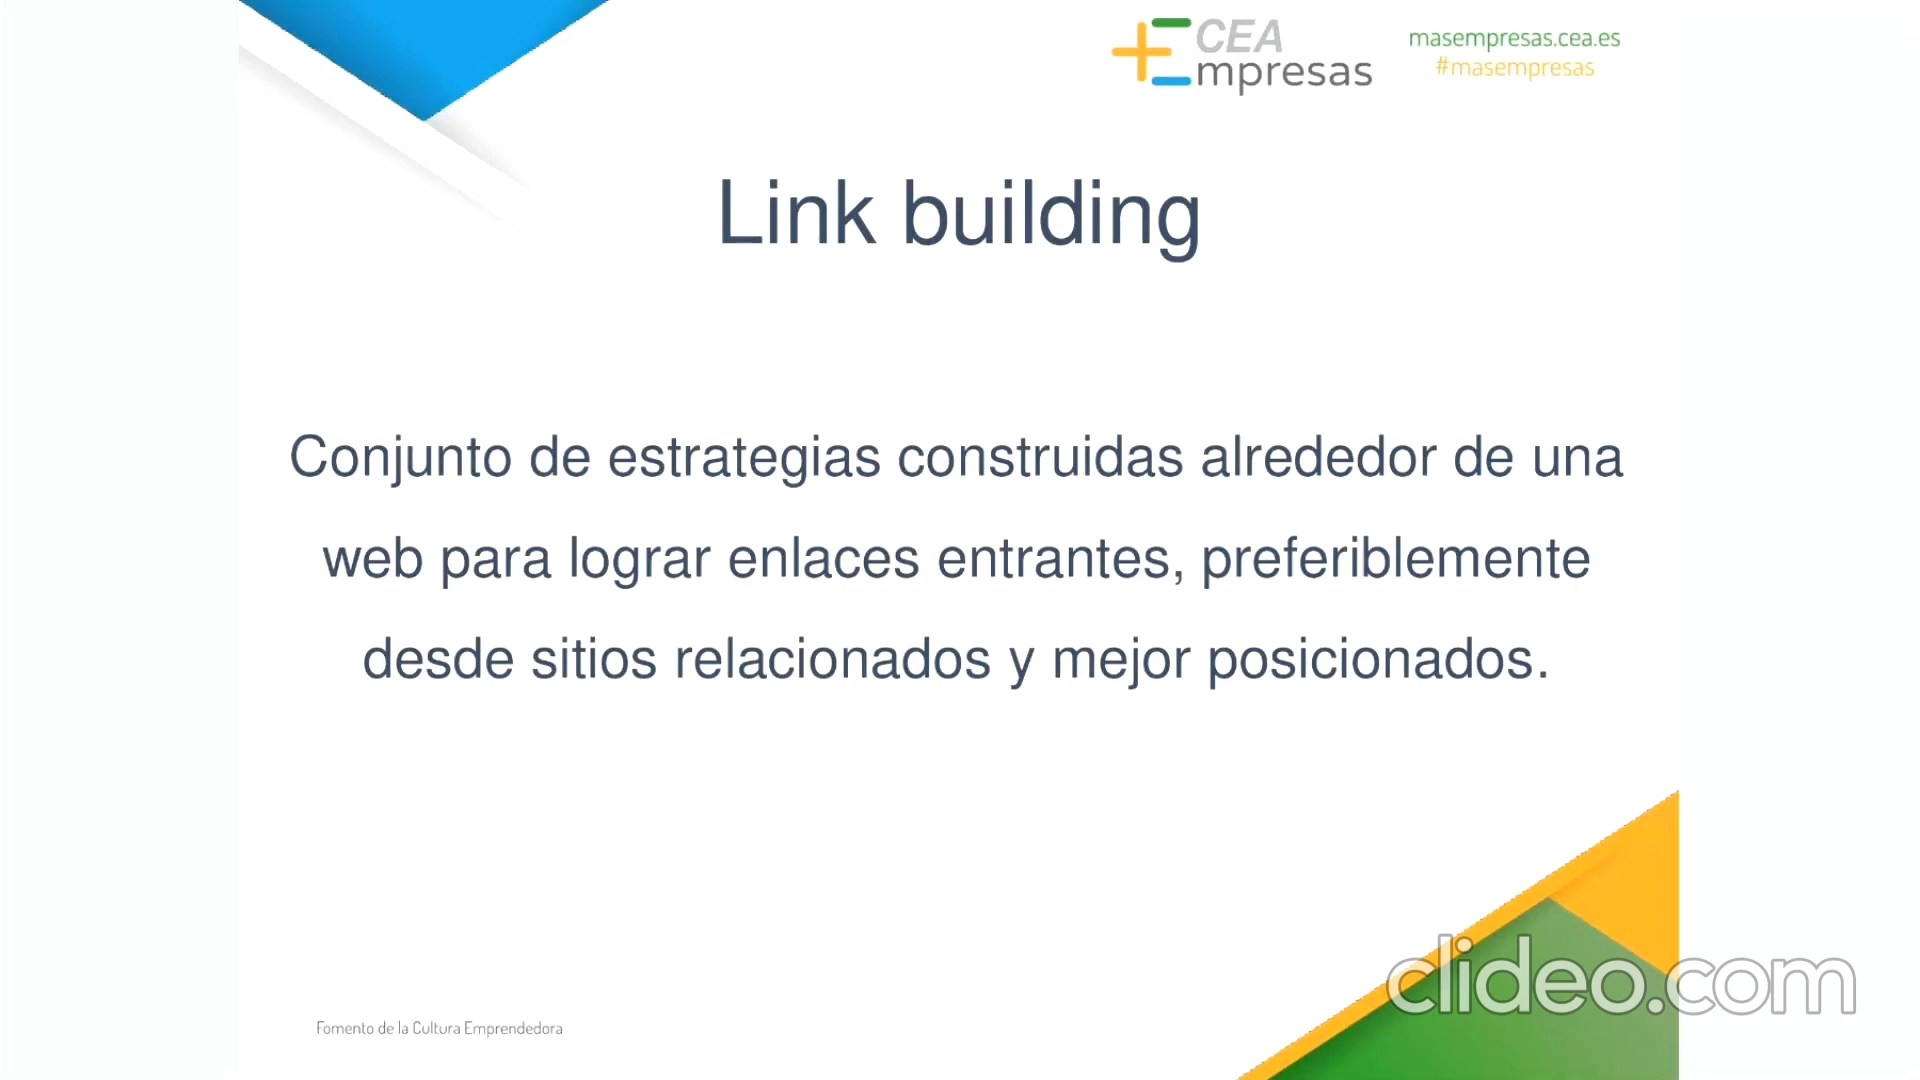 CEA
Empresas
masempresas.cea.es
#masempresas
Link building
Conjunto de estrategias construidas alrededor de una
web para lograr enlaces entrantes, preferiblemente
desde sitios relacionados y mejor posicionados.
clideo.com
Fomento de la Cultura Emprendedora